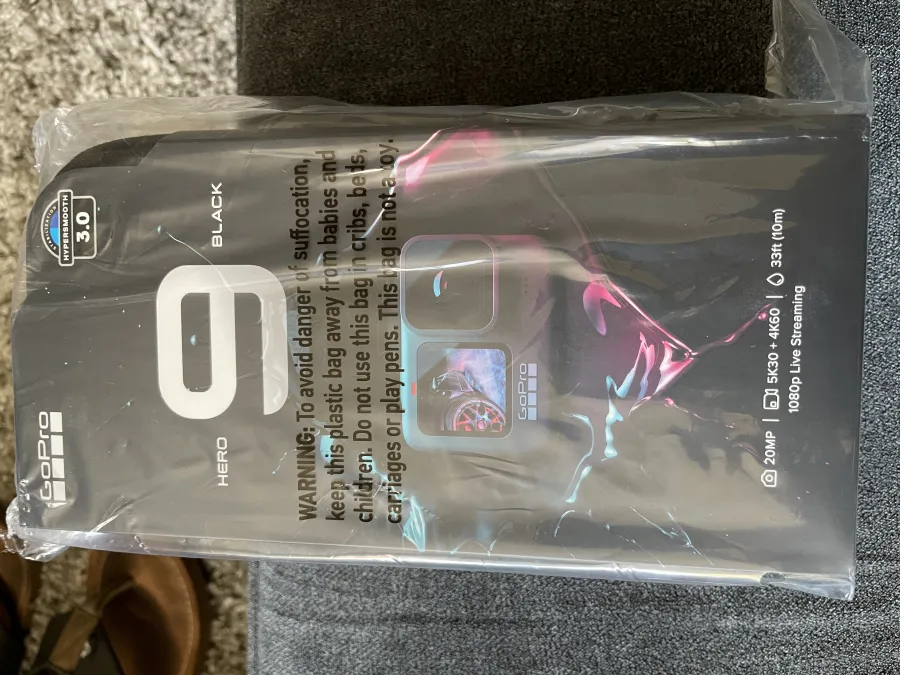 GoPro
STABILIZATION
HYPERSMOOTH
3.0
HERO 9 BLACK
WARNING: To avoid danger of suffocation,
keep this plastic bag away from babies and
children. Do not use this bag in cribs, beds,
carriages or play pens. This bag is not a toy.
GoPro
20MP | 5K30 + 4K60 | 33ft (10m)
1080p Live Streaming